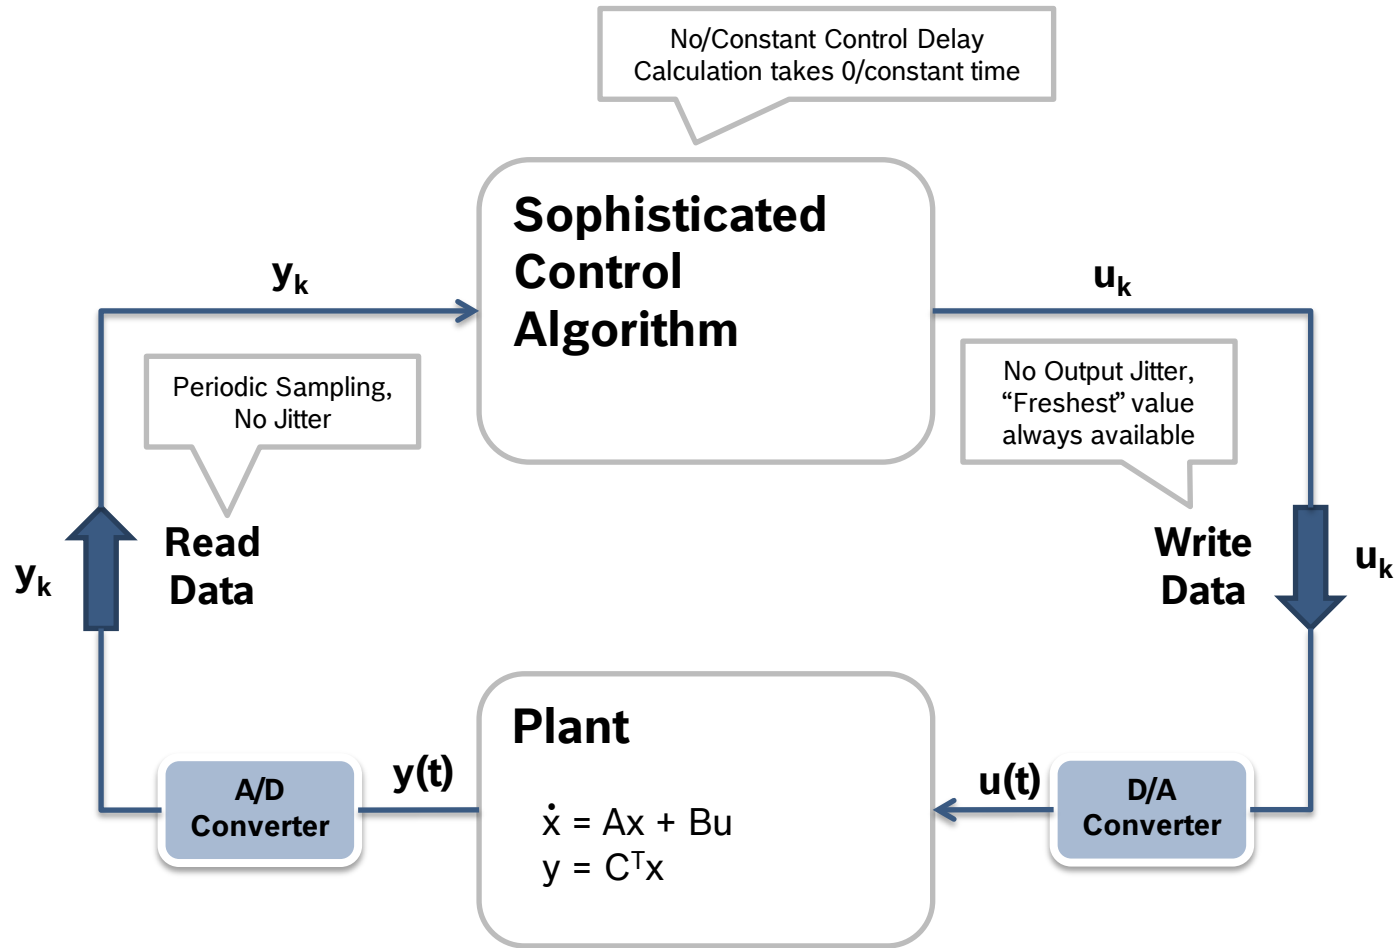 No/Constant Control Delay
Calculation takes 0/constant time
Sophisticated
Control
Algorithm
yₖ
uₖ
Periodic Sampling,
No Jitter
No Output Jitter,
“Freshest” value
always available
Read
Data
yₖ
Write
Data
uₖ
Plant
ẋ = Ax + Bu
y = Cᵀx
y(t)
A/D
Converter
u(t)
D/A
Converter